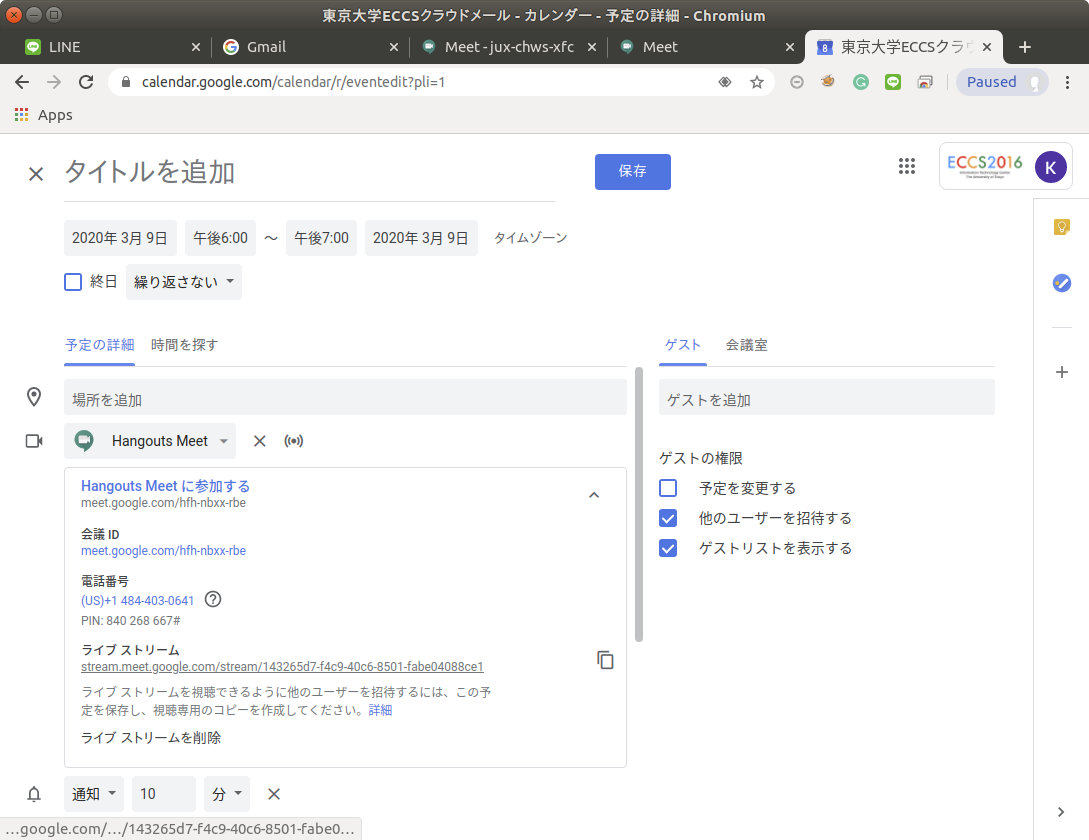 東京大学ECCSクラウドメール - カレンダー - 予定の詳細 - Chromium
LINE
Gmail
Meet - jux-chws-xfc
Meet
8
東京大学ECCSクラウ
calendar.google.com/calendar/r/eventedit?pli=1
Paused
Apps
タイトルを追加
保存
ECCS2016
Information Technology Center
The University of Tokyo
K
2020年 3月 9日
午後6:00
～
午後7:00
2020年 3月 9日
タイムゾーン
終日
繰り返さない
予定の詳細
時間を探す
ゲスト
会議室
場所を追加
ゲストを追加
Hangouts Meet
Hangouts Meet に参加する
meet.google.com/hfh-nbxx-rbe
会議 ID
meet.google.com/hfh-nbxx-rbe
電話番号
(US)+1 484-403-0641
PIN: 840 268 667#
ライブ ストリーム
stream.meet.google.com/stream/143265d7-f4c9-40c6-8501-fabe04088ce1
ライブ ストリームを視聴できるように他のユーザーを招待するには、この予
定を保存し、視聴専用のコピーを作成してください。詳細
ライブ ストリームを削除
ゲストの権限
予定を変更する
他のユーザーを招待する
ゲストリストを表示する
通知
10
分
...google.com/.../143265d7-f4c9-40c6-8501-fabe0...